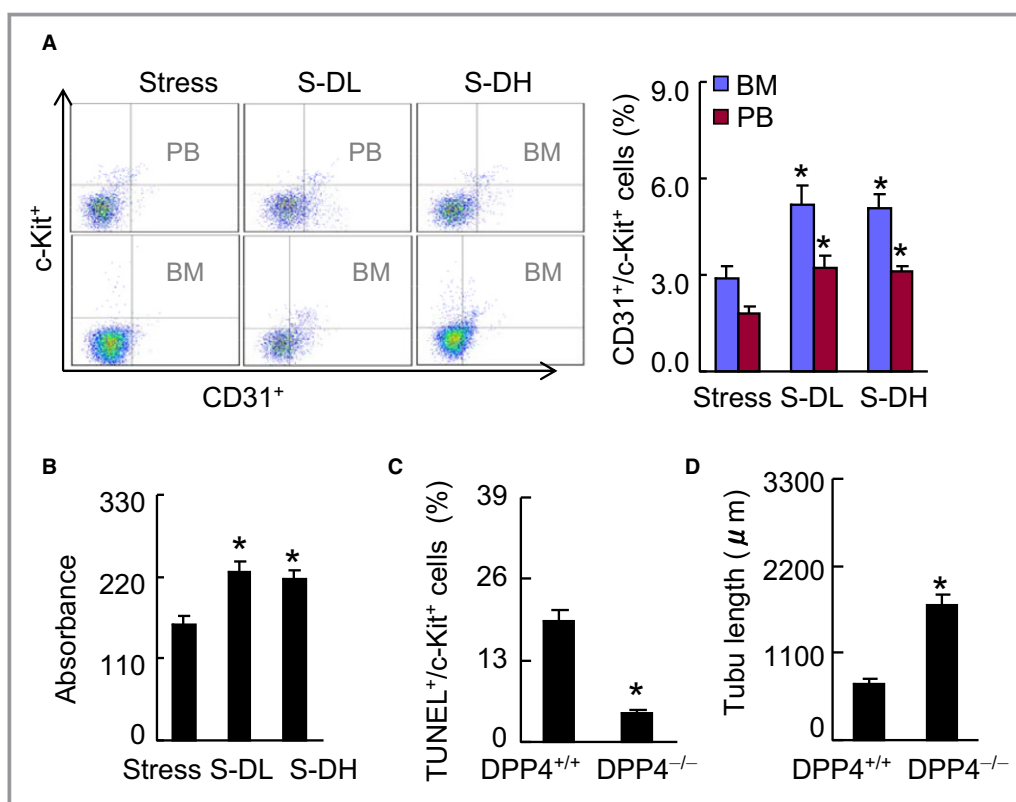 A
Stress S-DL S-DH
PB PB BM
BM BM BM
c-Kit⁺
CD31⁺
CD31⁺/c-Kit⁺ cells (%)
9.0
6.0
3.0
0.0
BM
PB
* * * *
Stress S-DL S-DH
B
Absorbance
330
220
110
0
* *
Stress S-DL S-DH
C
TUNEL⁺/c-Kit⁺ cells (%)
39
26
13
0
*
DPP4⁺/⁺ DPP4⁻/⁻
D
Tubu length (μm)
3300
2200
1100
0
*
DPP4⁺/⁺ DPP4⁻/⁻